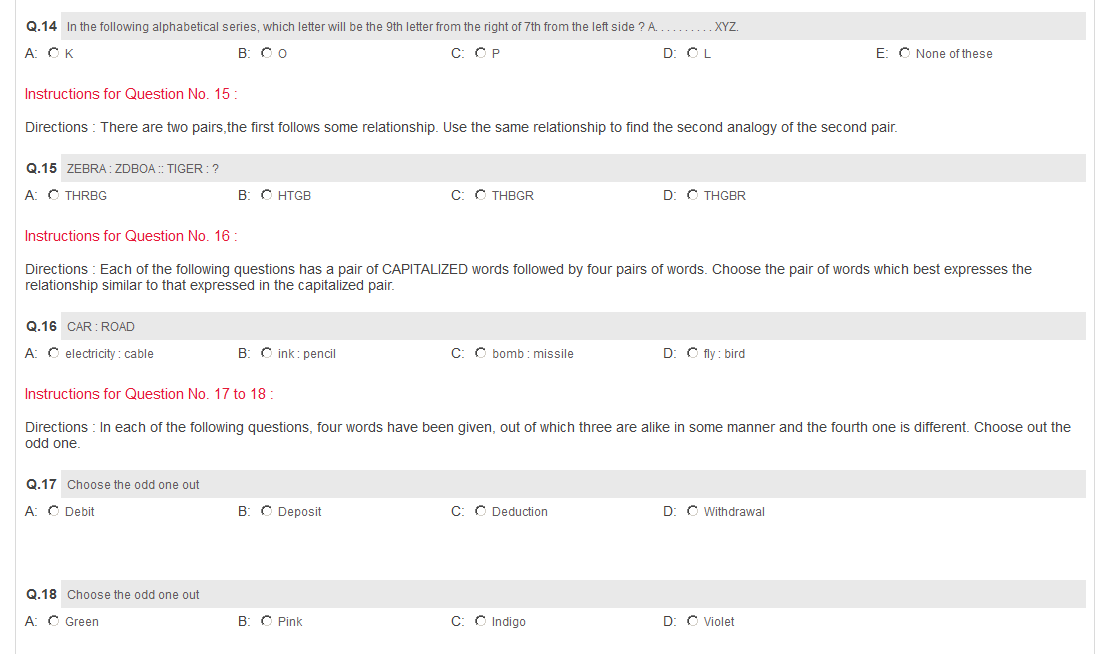 Q.14 In the following alphabetical series, which letter will be the 9th letter from the right of 7th from the left side ? A. . . . . . . . . . XYZ.
A: K B: O C: P D: L E: None of these
Instructions for Question No. 15 :
Directions : There are two pairs,the first follows some relationship. Use the same relationship to find the second analogy of the second pair.
Q.15 ZEBRA : ZDBOA :: TIGER : ?
A: THRBG B: HTGB C: THBGR D: THGBR
Instructions for Question No. 16 :
Directions : Each of the following questions has a pair of CAPITALIZED words followed by four pairs of words. Choose the pair of words which best expresses the
relationship similar to that expressed in the capitalized pair.
Q.16 CAR : ROAD
A: electricity : cable B: ink : pencil C: bomb : missile D: fly : bird
Instructions for Question No. 17 to 18 :
Directions : In each of the following questions, four words have been given, out of which three are alike in some manner and the fourth one is different. Choose out the
odd one.
Q.17 Choose the odd one out
A: Debit B: Deposit C: Deduction D: Withdrawal
Q.18 Choose the odd one out
A: Green B: Pink C: Indigo D: Violet